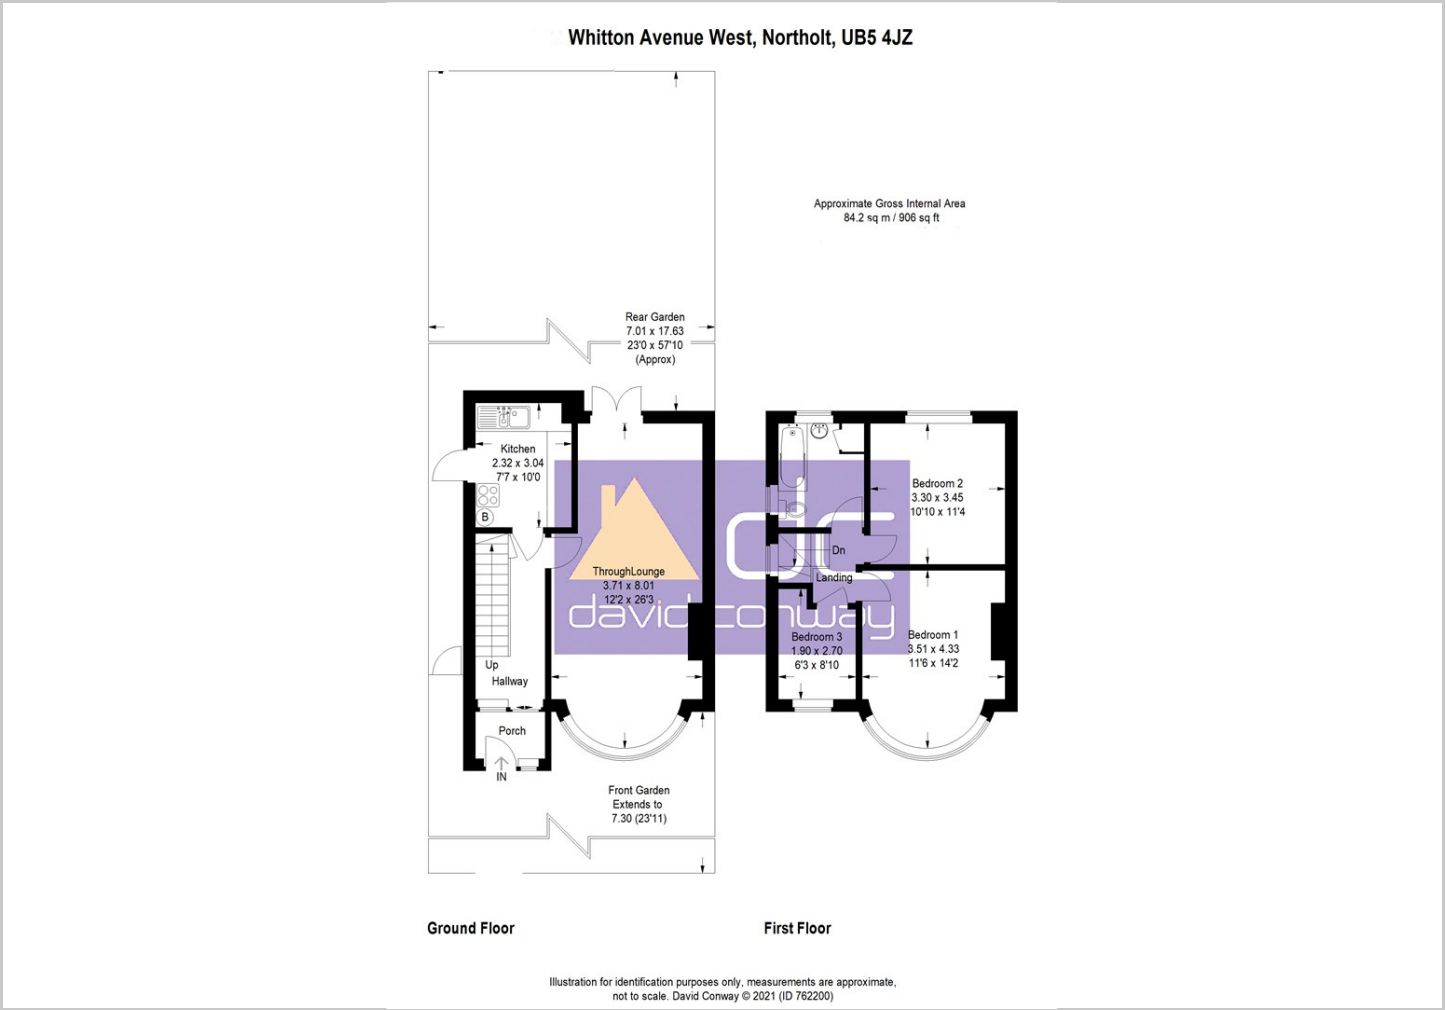 Whitton Avenue West, Northolt, UB5 4JZ
Approximate Gross Internal Area
84.2 sq m / 906 sq ft
Rear Garden
7.01 x 17.63
23'0 x 57'10
(Approx)
Kitchen
2.32 x 3.04
7'7 x 10'0
B
ThroughLounge
3.71 x 8.01
12'2 x 26'3
Up
Hallway
Porch
IN
Front Garden
Extends to
7.30 (23'11)
Bedroom 2
3.30 x 3.45
10'10 x 11'4
Dn
Landing
Bedroom 3
1.90 x 2.70
6'3 x 8'10
Bedroom 1
3.51 x 4.33
11'6 x 14'2
dc
david conway
Ground Floor
First Floor
Illustration for identification purposes only, measurements are approximate,
not to scale. David Conway © 2021 (ID 762200)